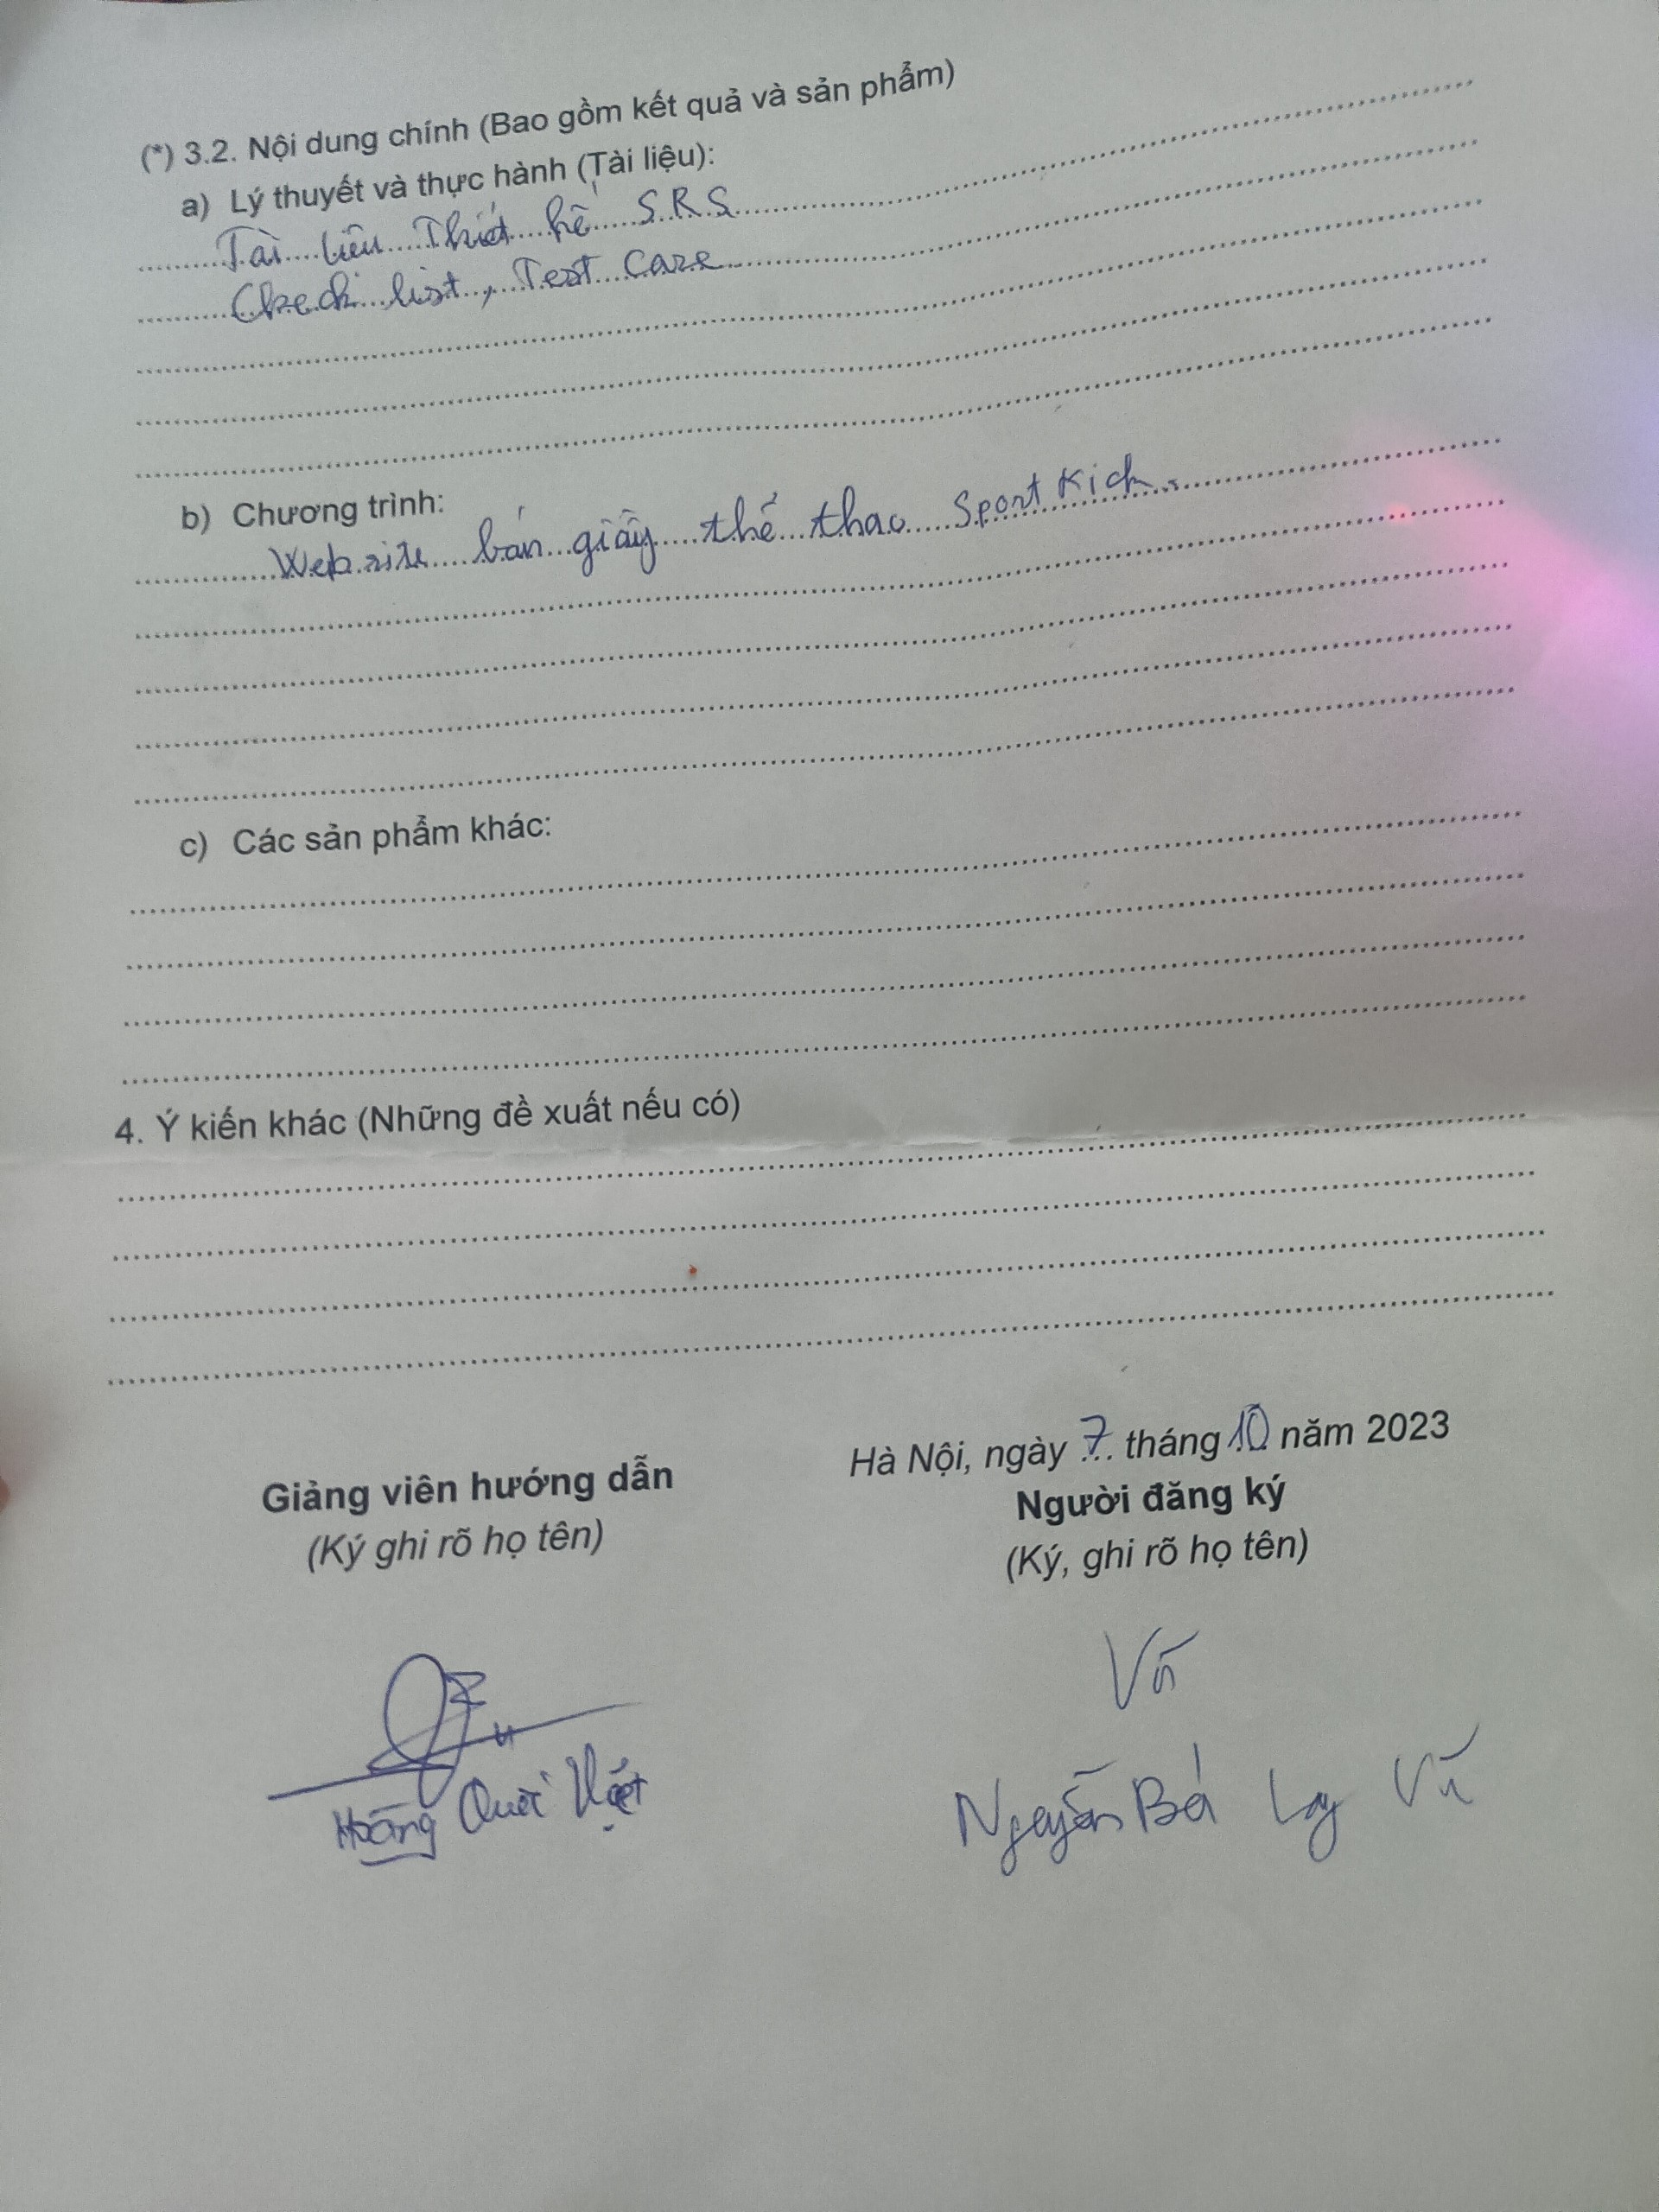 (*) 3.2. Nội dung chính (Bao gồm kết quả và sản phẩm)
a) Lý thuyết và thực hành (Tài liệu):
Tài liệu Thiết kế SRS
Check list, Test Case
b) Chương trình:
Website bán giầy thể thao Sport Kick.
c) Các sản phẩm khác:
4. Ý kiến khác (Những đề xuất nếu có)
Hà Nội, ngày 7 tháng 10 năm 2023
Giảng viên hướng dẫn
(Ký ghi rõ họ tên)
Người đăng ký
(Ký, ghi rõ họ tên)
Vũ
Hoàng Việt
Nguyễn Bá Vũ